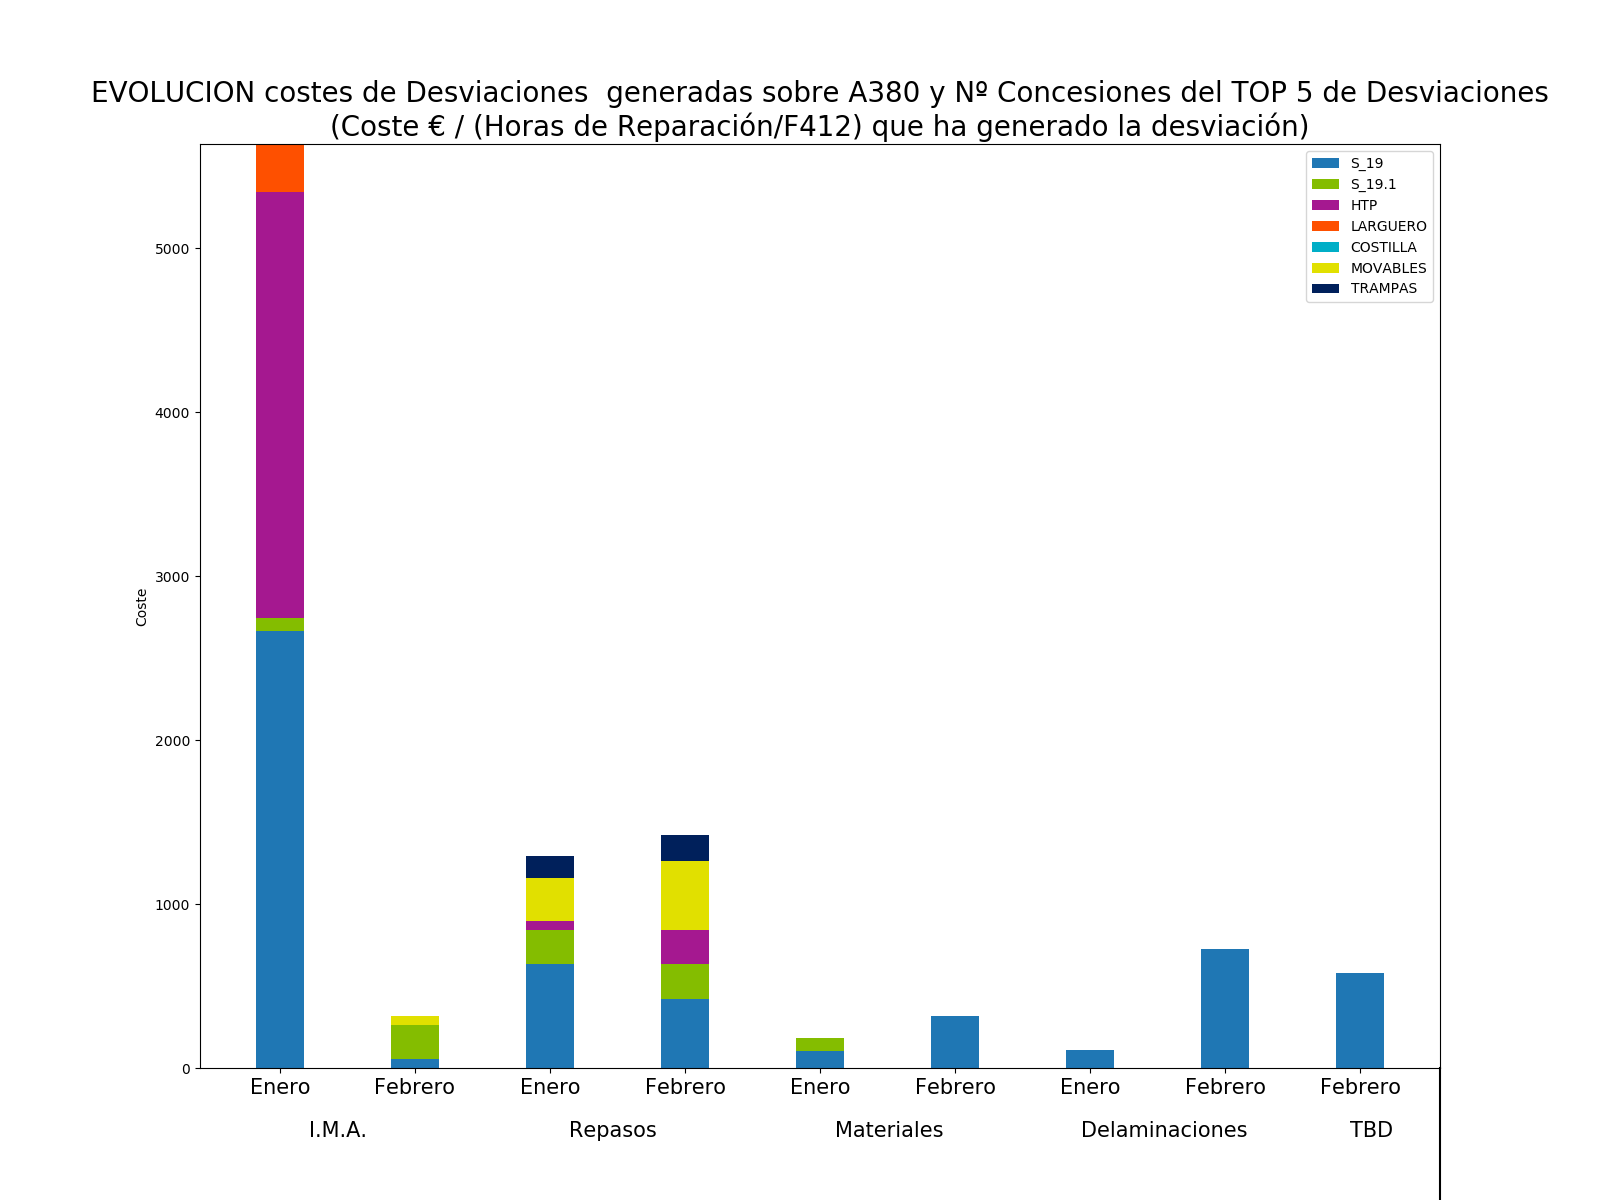 EVOLUCION costes de Desviaciones  generadas sobre A380 y Nº Concesiones del TOP 5 de Desviaciones
(Coste € / (Horas de Reparación/F412) que ha generado la desviación)
S_19
S_19.1
HTP
LARGUERO
COSTILLA
MOVABLES
TRAMPAS
5000
4000
3000
2000
1000
0
Coste
Enero Febrero Enero Febrero Enero Febrero Enero Febrero Febrero
I.M.A. Repasos Materiales Delaminaciones TBD